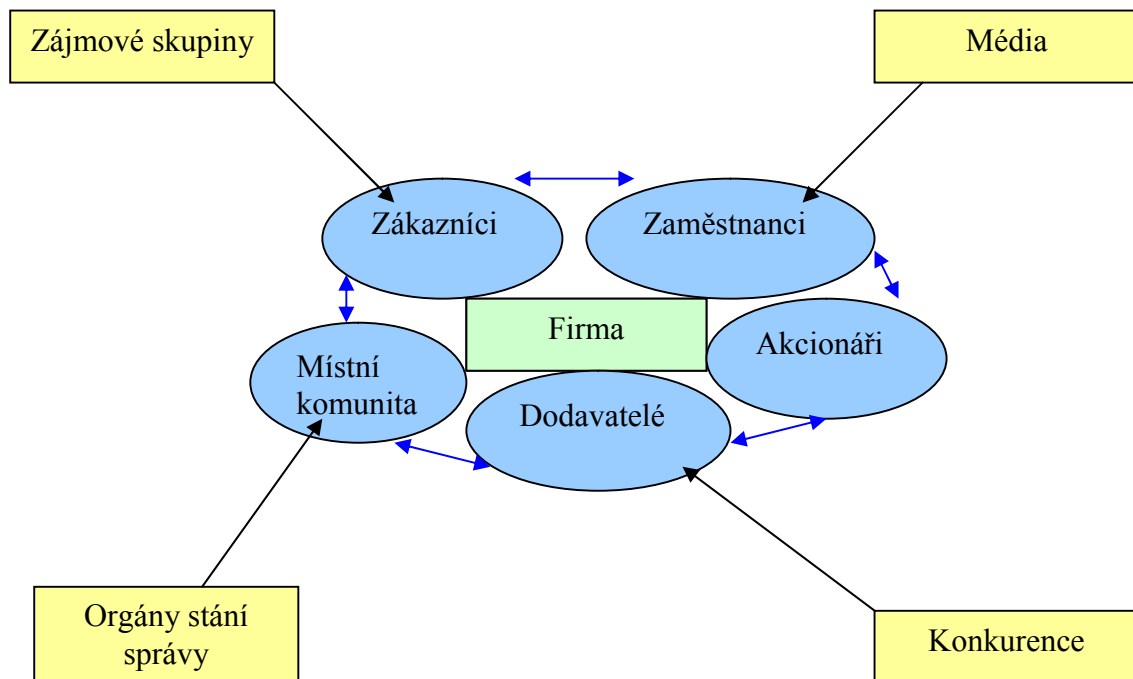 Zájmové skupiny
Média
Zákazníci
Zaměstnanci
Firma
Akcionáři
Místní
komunita
Dodavatelé
Orgány stání
správy
Konkurence